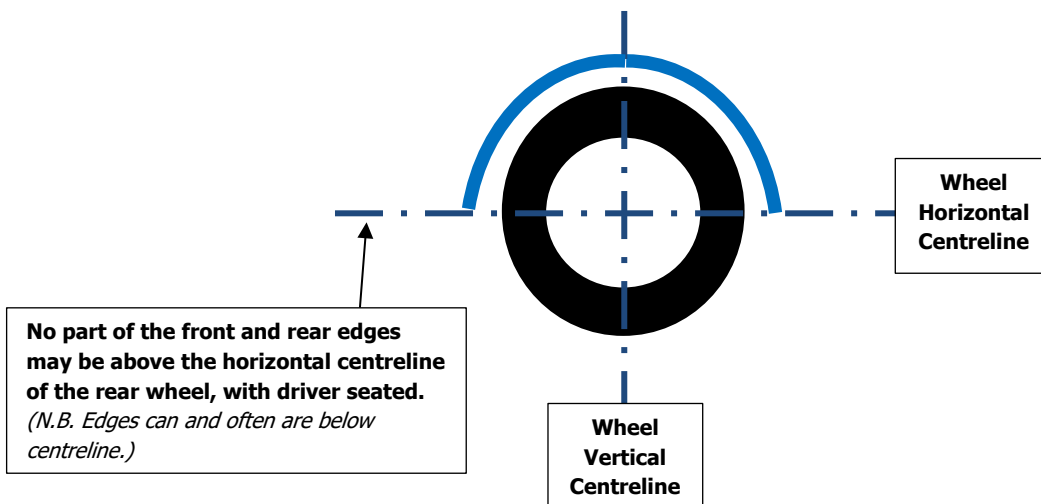 Wheel
Horizontal
Centreline
No part of the front and rear edges
may be above the horizontal centreline
of the rear wheel, with driver seated.
(N.B. Edges can and often are below
centreline.)
Wheel
Vertical
Centreline